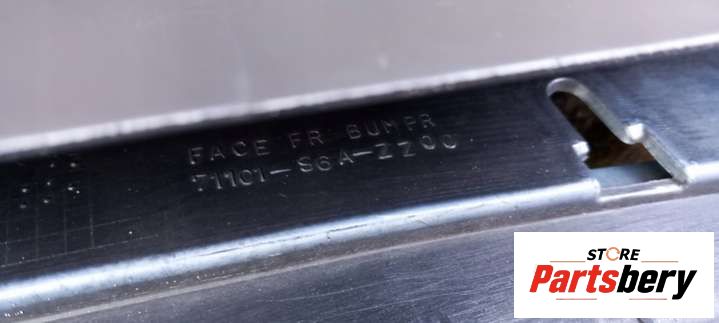 FACE FR BUMPR
71101-S6A-ZZ00
STORE
Partsbery